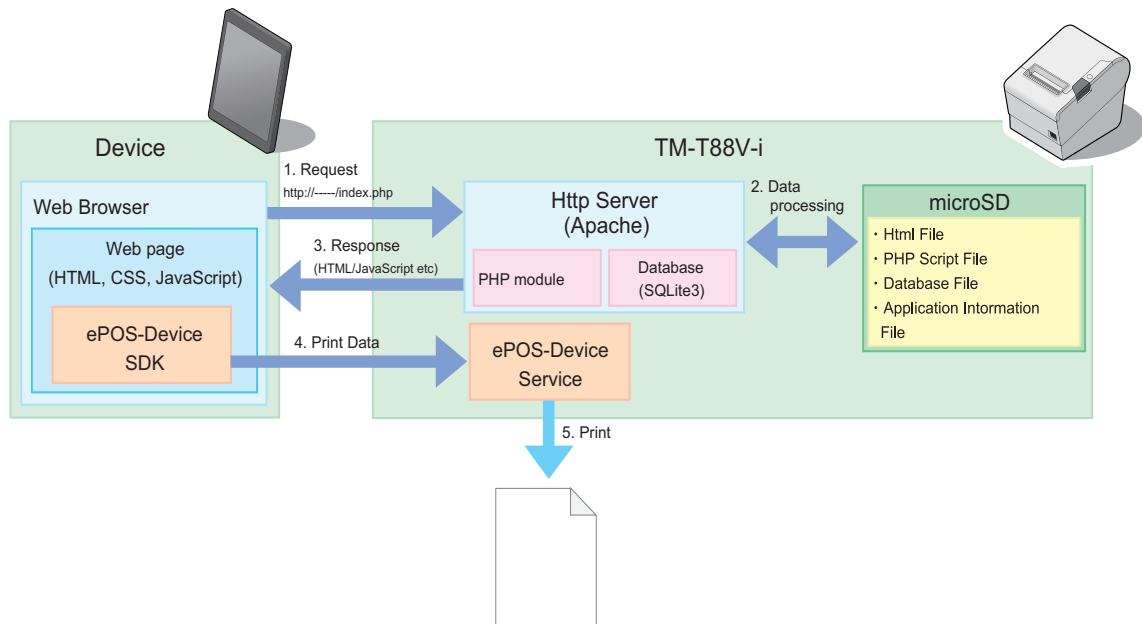 Device
TM-T88V-i
1. Request
http://-----/index.php
Web Browser
Web page
(HTML, CSS, JavaScript)
ePOS-Device
SDK
3. Response
(HTML/JavaScript etc)
4. Print Data
Http Server
(Apache)
PHP module
Database
(SQLite3)
ePOS-Device
Service
2. Data
processing
microSD
・Html File
・PHP Script File
・Database File
・Application Intormation
File
5. Print